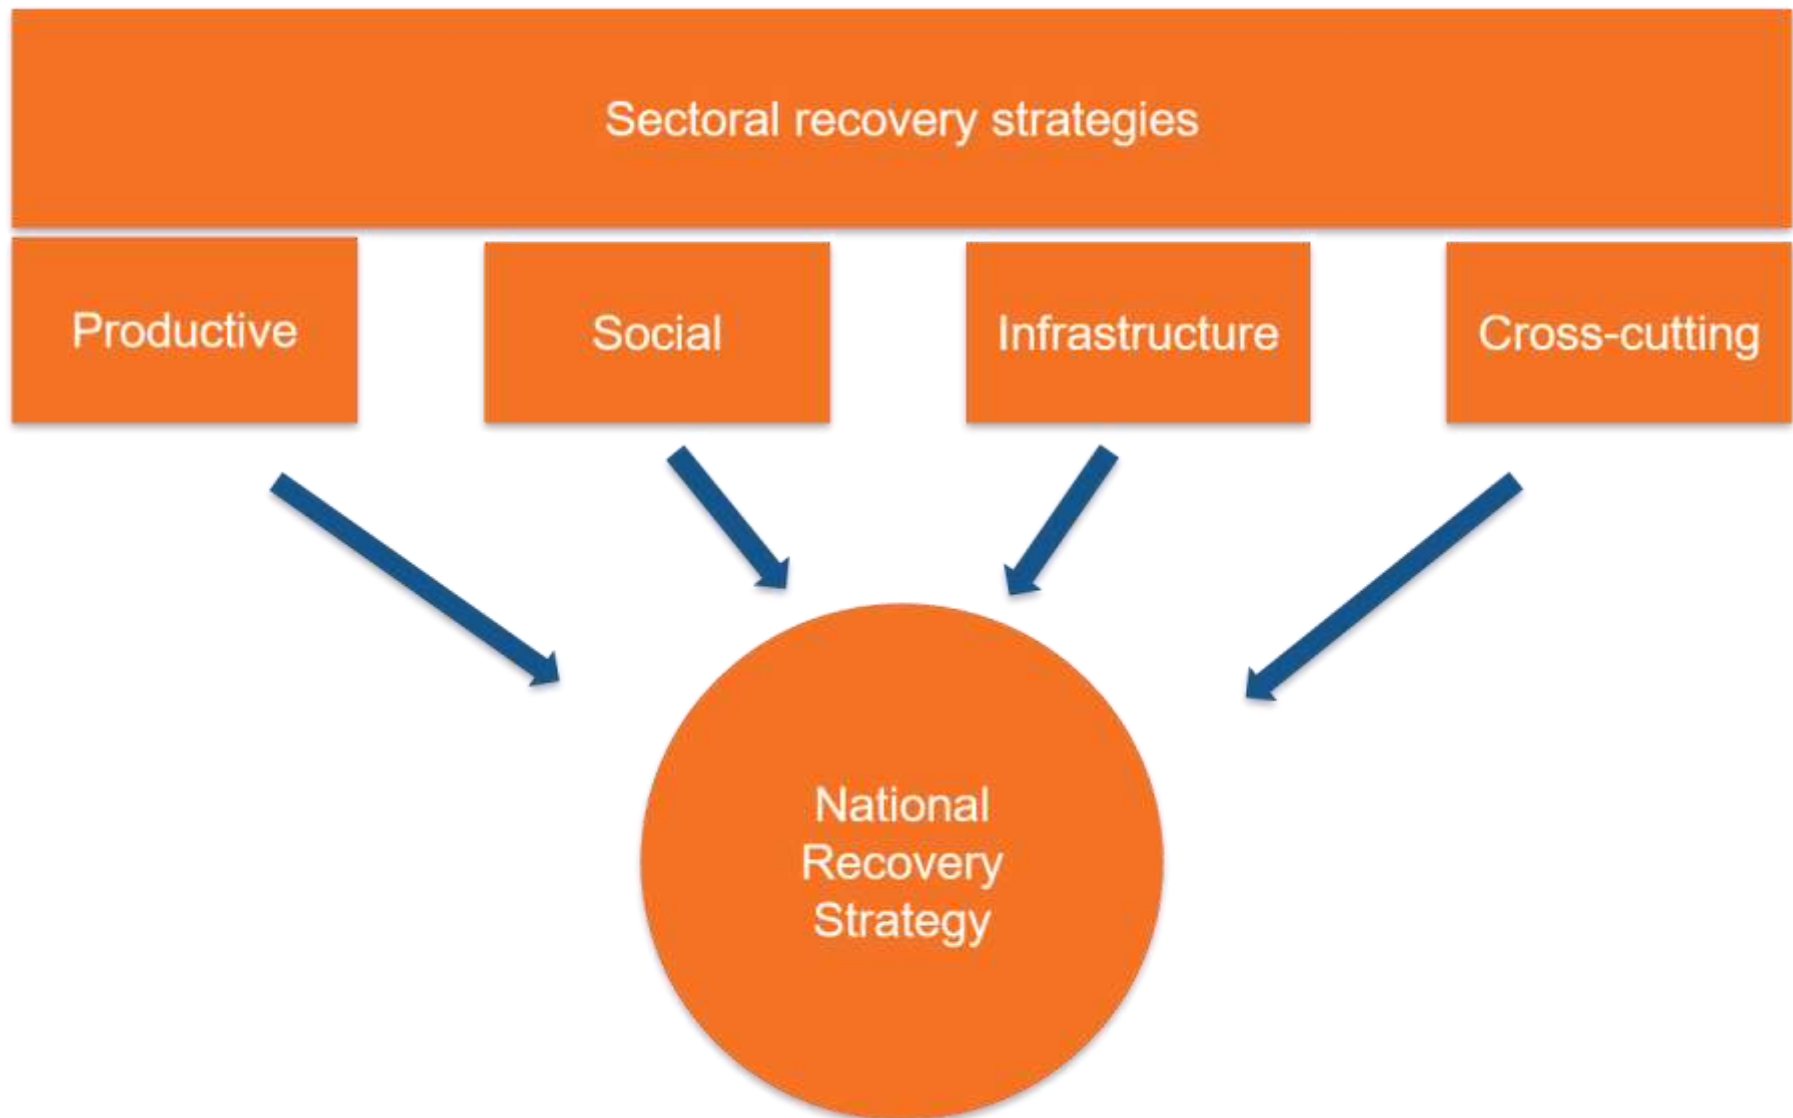 Sectoral recovery strategies
Productive
Social
Infrastructure
Cross-cutting
National
Recovery
Strategy